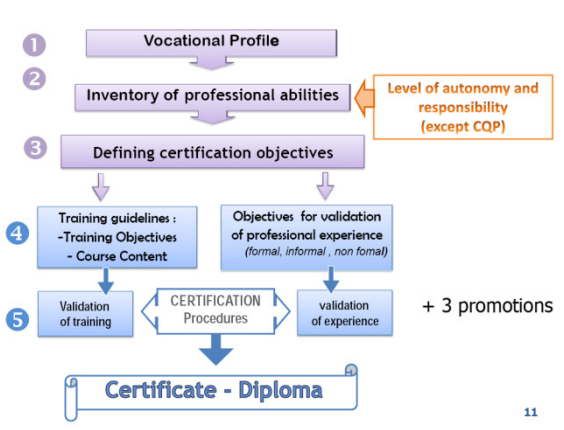 1
Vocational Profile
2
Inventory of professional abilities
Level of autonomy and
responsibility
(except CQP)
3
Defining certification objectives
4
Training guidelines :
-Training Objectives
- Course Content
Objectives for validation
of professional experience
(formal, informal , non fomal)
5
Validation
of training
CERTIFICATION
Procedures
validation
of experience
+ 3 promotions
Certificate - Diploma
11